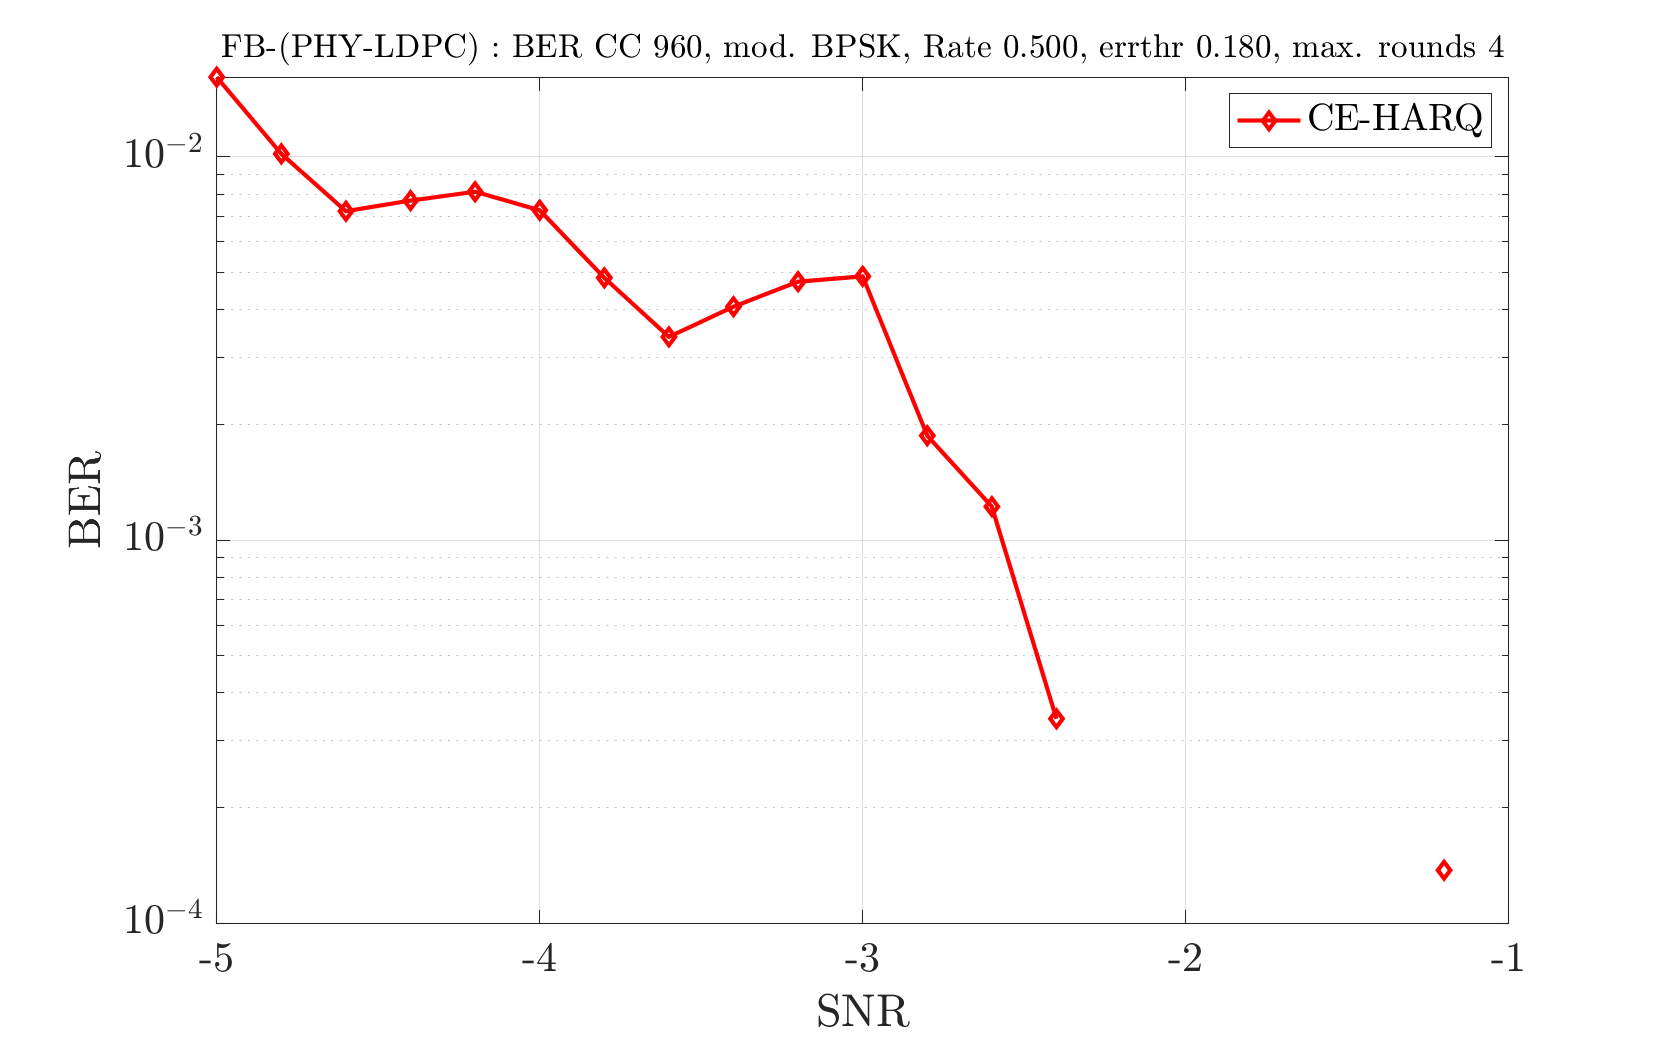 FB-(PHY-LDPC) : BER CC 960, mod. BPSK, Rate 0.500, errthr 0.180, max. rounds 4
CE-HARQ
10⁻²
10⁻³
10⁻⁴
BER
-5 -4 -3 -2 -1
SNR